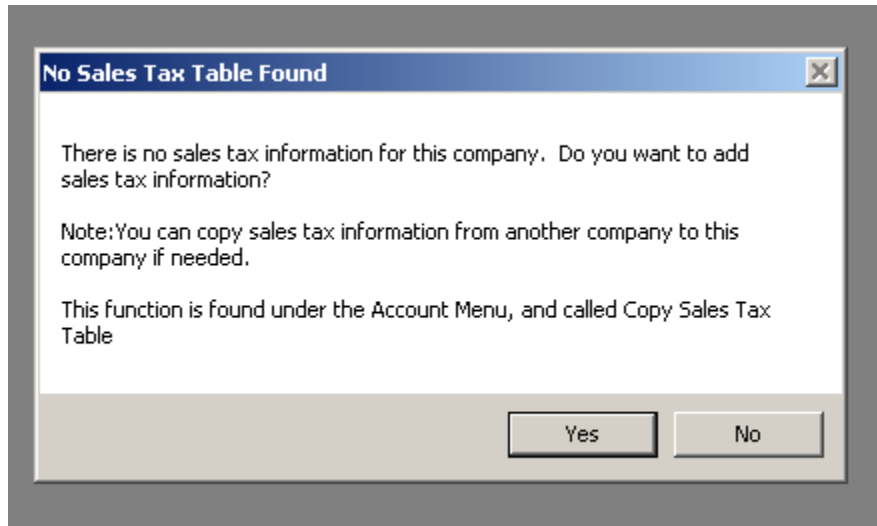 No Sales Tax Table Found
There is no sales tax information for this company.  Do you want to add
sales tax information?
Note:You can copy sales tax information from another company to this
company if needed.
This function is found under the Account Menu, and called Copy Sales Tax
Table
Yes No